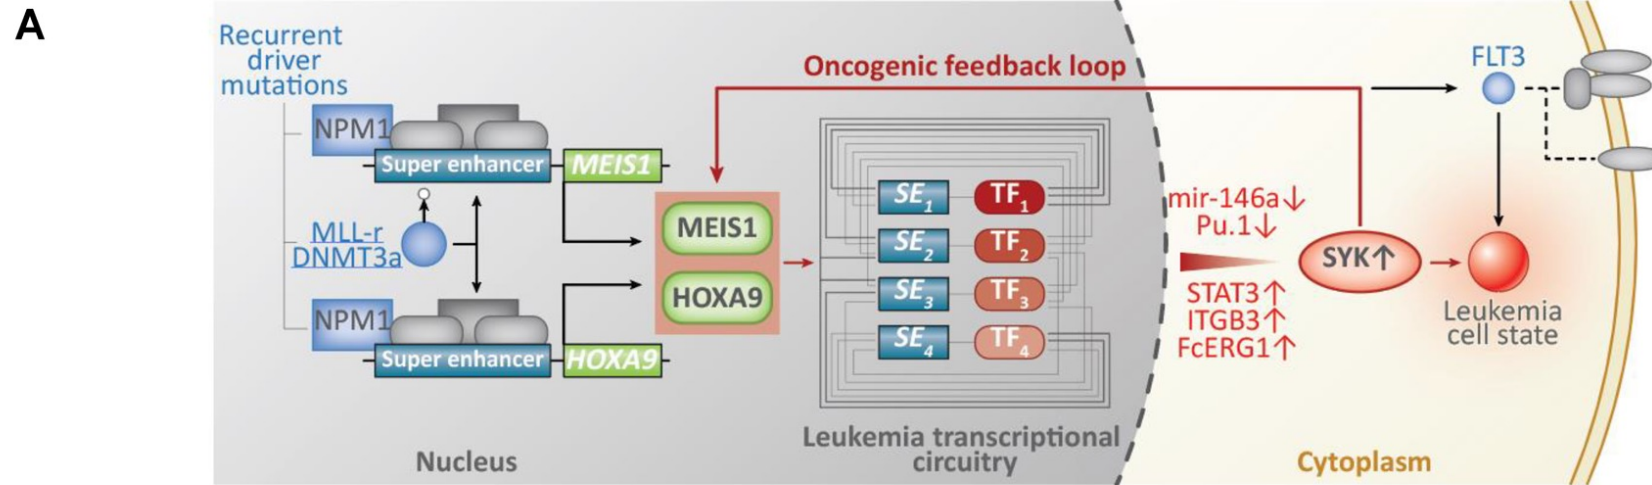 A
Recurrent
driver
mutations
NPM1
Super enhancer
MEIS1
MLL-r
DNMT3a
NPM1
Super enhancer
HOXA9
MEIS1
HOXA9
Nucleus
Oncogenic feedback loop
SE1
TF1
SE2
TF2
SE3
TF3
SE4
TF4
Leukemia transcriptional
circuitry
mir-146a↓
Pu.1↓
STAT3↑
ITGB3↑
FcERG1↑
SYK↑
FLT3
Leukemia
cell state
Cytoplasm